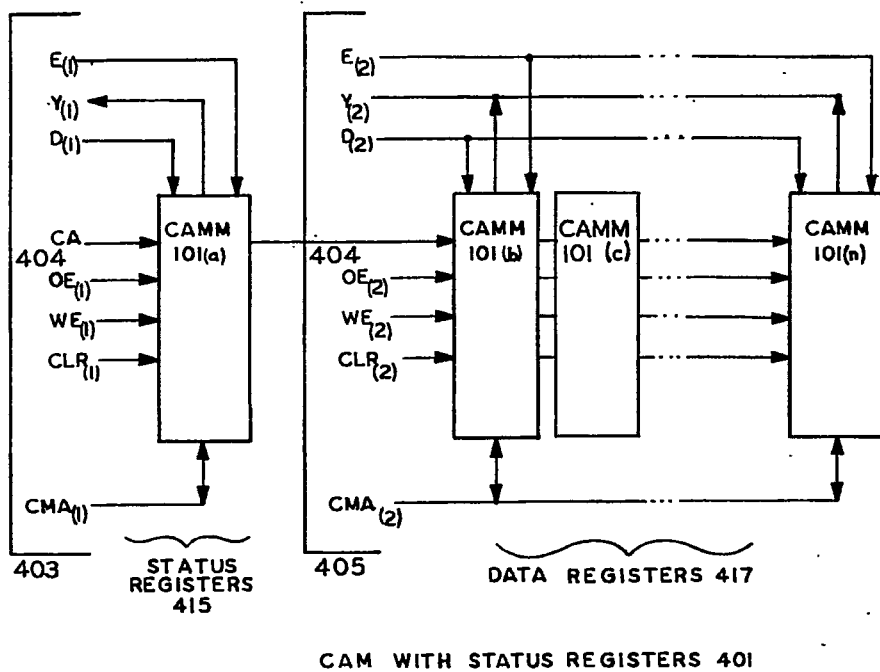 E(1)
Y(1)
D(1)
CA
404
OE(1)
WE(1)
CLR(1)
CMA(1)
403
CAMM
101(a)
STATUS
REGISTERS
415
E(2)
Y(2)
D(2)
404
OE(2)
WE(2)
CLR(2)
CMA(2)
405
CAMM
101(b)
CAMM
101 (c)
CAMM
101(n)
DATA REGISTERS 417
CAM WITH STATUS REGISTERS 401